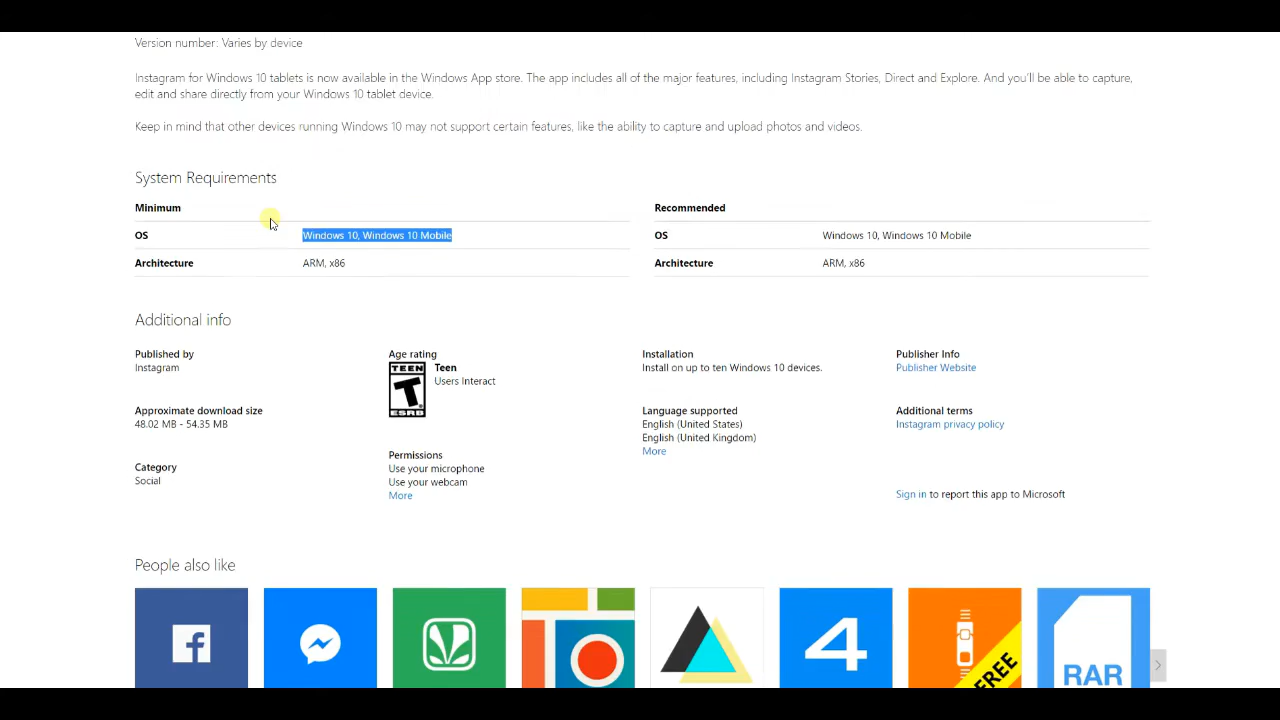 Version number: Varies by device
Instagram for Windows 10 tablets is now available in the Windows App store. The app includes all of the major features, including Instagram Stories, Direct and Explore. And you'll be able to capture,
edit and share directly from your Windows 10 tablet device.
Keep in mind that other devices running Windows 10 may not support certain features, like the ability to capture and upload photos and videos.
System Requirements
Minimum
OS Windows 10, Windows 10 Mobile
Architecture ARM, x86
Recommended
OS Windows 10, Windows 10 Mobile
Architecture ARM, x86
Additional info
Published by
Instagram
Approximate download size
48.02 MB - 54.35 MB
Category
Social
Age rating
TEEN
T
ESRB
Teen
Users Interact
Permissions
Use your microphone
Use your webcam
More
Installation
Install on up to ten Windows 10 devices.
Language supported
English (United States)
English (United Kingdom)
More
Publisher Info
Publisher Website
Additional terms
Instagram privacy policy
Sign in to report this app to Microsoft
People also like
f
4
FREE
RAR